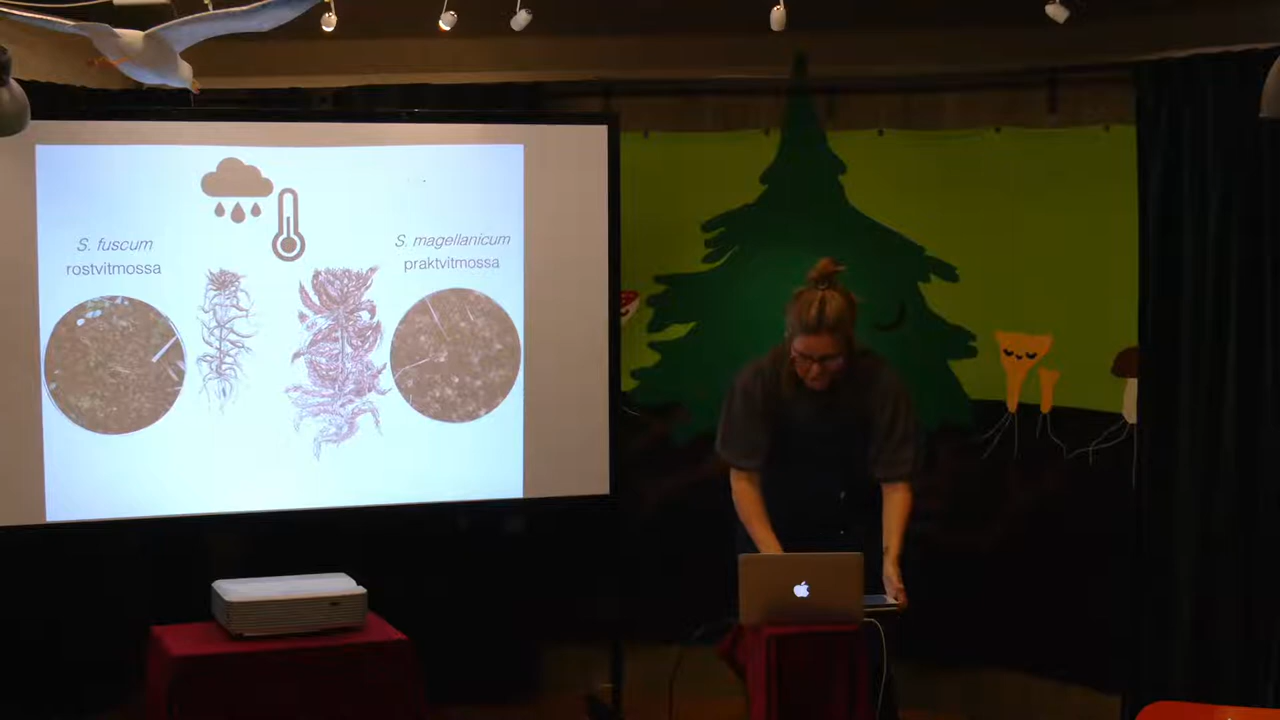 S. fuscum
rostvitmossa
S. magellanicum
praktvitmossa